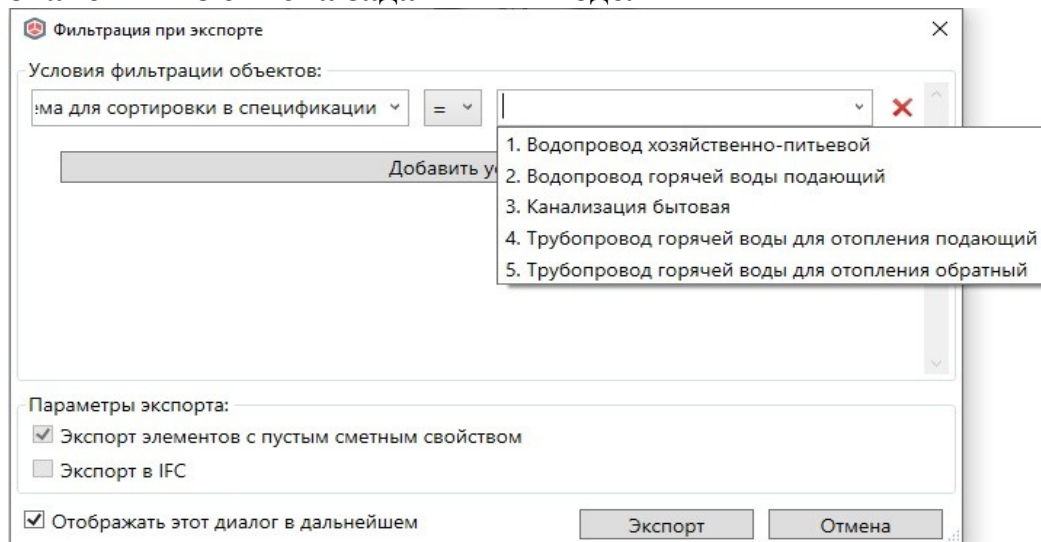 Фильтрация при экспорте
Условия фильтрации объектов:
ма для сортировки в спецификации = 
Добавить
1. Водопровод хозяйственно-питьевой
2. Водопровод горячей воды подающий
3. Канализация бытовая
4. Трубопровод горячей воды для отопления подающий
5. Трубопровод горячей воды для отопления обратный
Параметры экспорта:
Экспорт элементов с пустым сметным свойством
Экспорт в IFC
Отображать этот диалог в дальнейшем
Экспорт Отмена